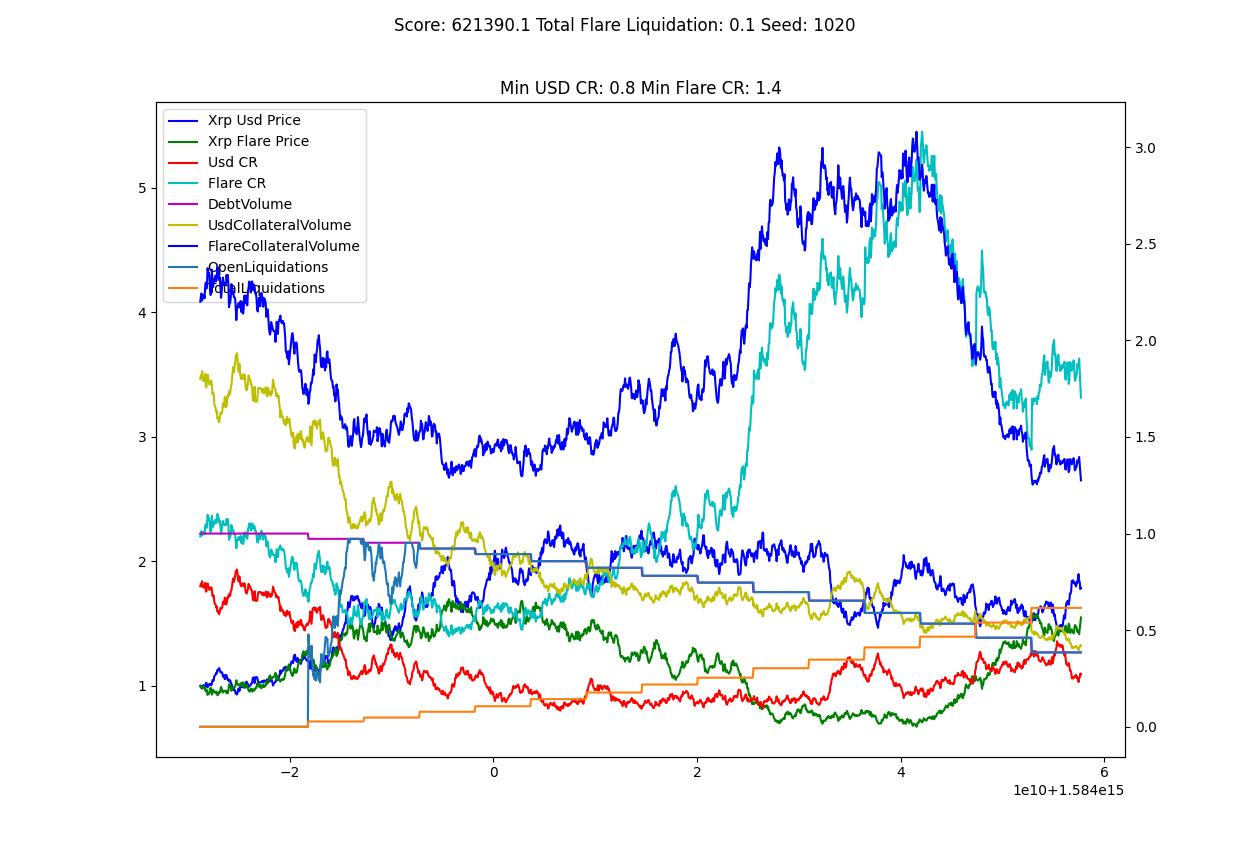 Score: 621390.1 Total Flare Liquidation: 0.1 Seed: 1020
Min USD CR: 0.8 Min Flare CR: 1.4
Xrp Usd Price
Xrp Flare Price
Usd CR
Flare CR
DebtVolume
UsdCollateralVolume
FlareCollateralVolume
OpenLiquidations
TotalLiquidations
5
4
3
2
1
3.0
2.5
2.0
1.5
1.0
0.5
0.0
−2
0
2
4
6
1e10+1.584e15